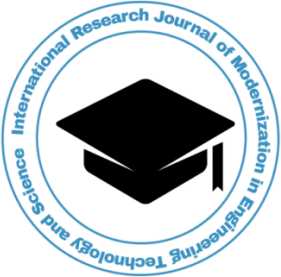 International Research Journal of Modernization in Engineering Technology and Science